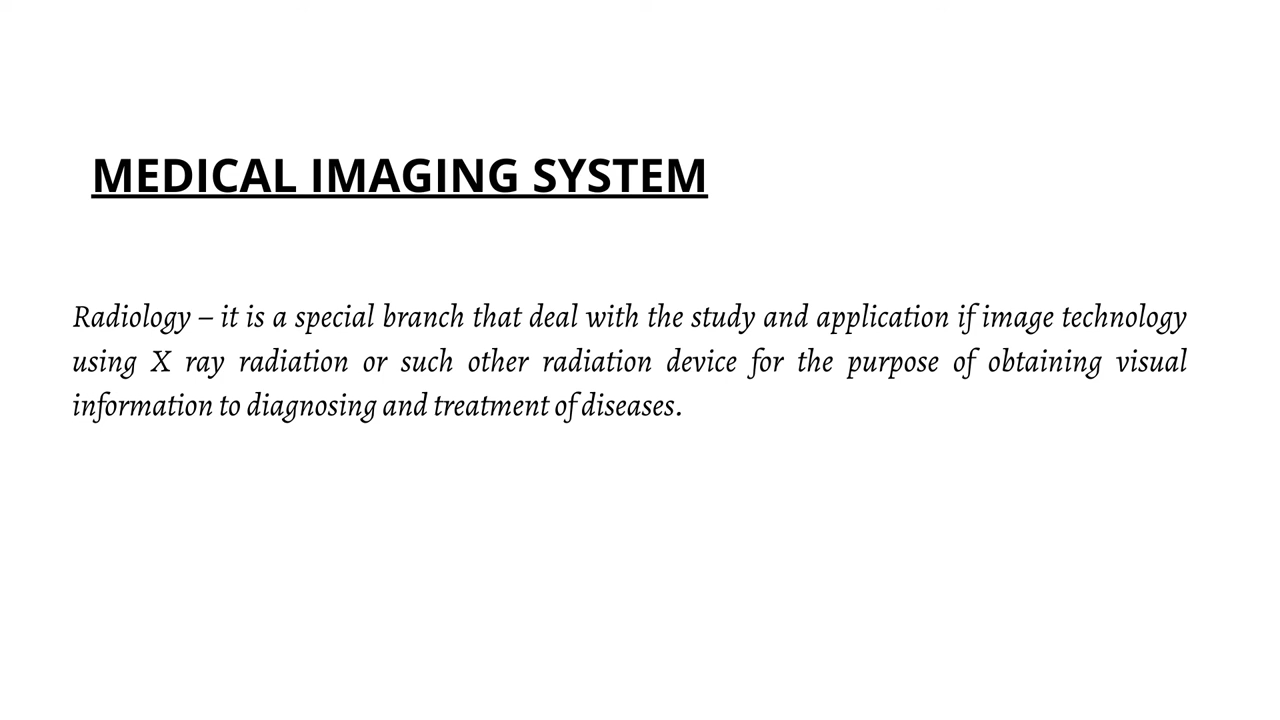 MEDICAL IMAGING SYSTEM
Radiology – it is a special branch that deal with the study and application if image technology
using X ray radiation or such other radiation device for the purpose of obtaining visual
information to diagnosing and treatment of diseases.